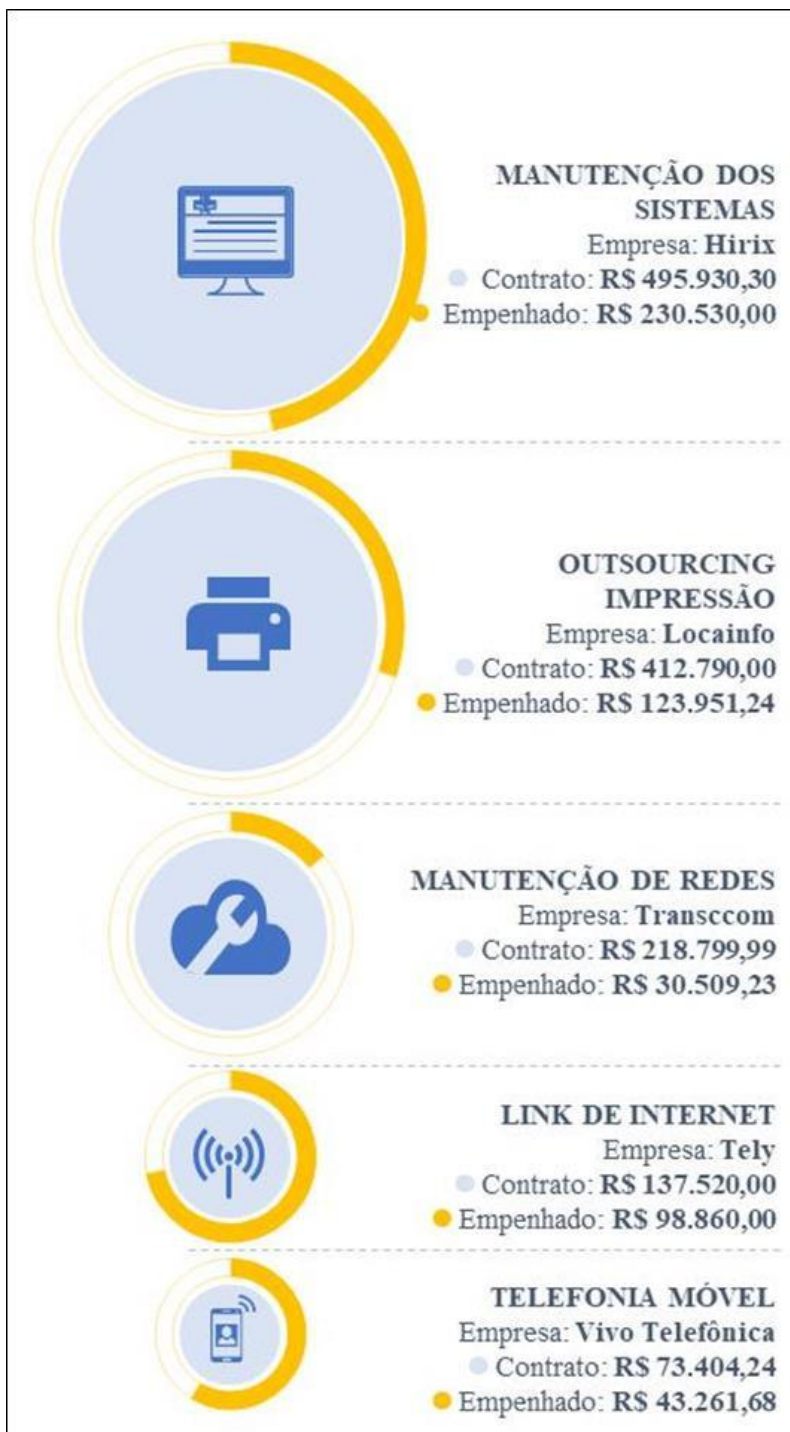 MANUTENÇÃO DOS
SISTEMAS
Empresa: Hirix
Contrato: R$ 495.930,30
Empenhado: R$ 230.530,00
OUTSOURCING
IMPRESSÃO
Empresa: Locainfo
Contrato: R$ 412.790,00
Empenhado: R$ 123.951,24
MANUTENÇÃO DE REDES
Empresa: Transccom
Contrato: R$ 218.799,99
Empenhado: R$ 30.509,23
LINK DE INTERNET
Empresa: Tely
Contrato: R$ 137.520,00
Empenhado: R$ 98.860,00
TELEFONIA MÓVEL
Empresa: Vivo Telefônica
Contrato: R$ 73.404,24
Empenhado: R$ 43.261,68